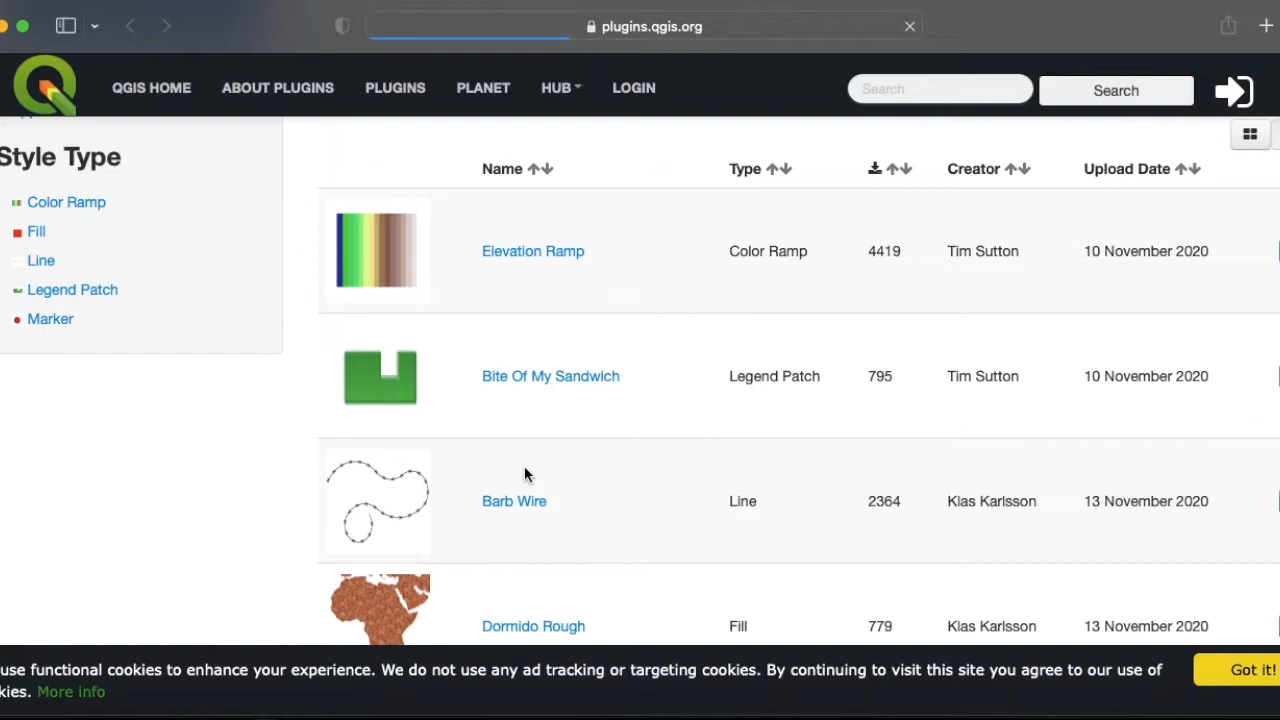 plugins.qgis.org
QGIS HOME ABOUT PLUGINS PLUGINS PLANET HUB LOGIN Search Search
Style Type
Color Ramp
Fill
Line
Legend Patch
Marker
Name Type Creator Upload Date
Elevation Ramp Color Ramp 4419 Tim Sutton 10 November 2020
Bite Of My Sandwich Legend Patch 795 Tim Sutton 10 November 2020
Barb Wire Line 2364 Klas Karlsson 13 November 2020
Dormido Rough Fill 779 Klas Karlsson 13 November 2020
use functional cookies to enhance your experience. We do not use any ad tracking or targeting cookies. By continuing to visit this site you agree to our use of
kies. More info
Got it!